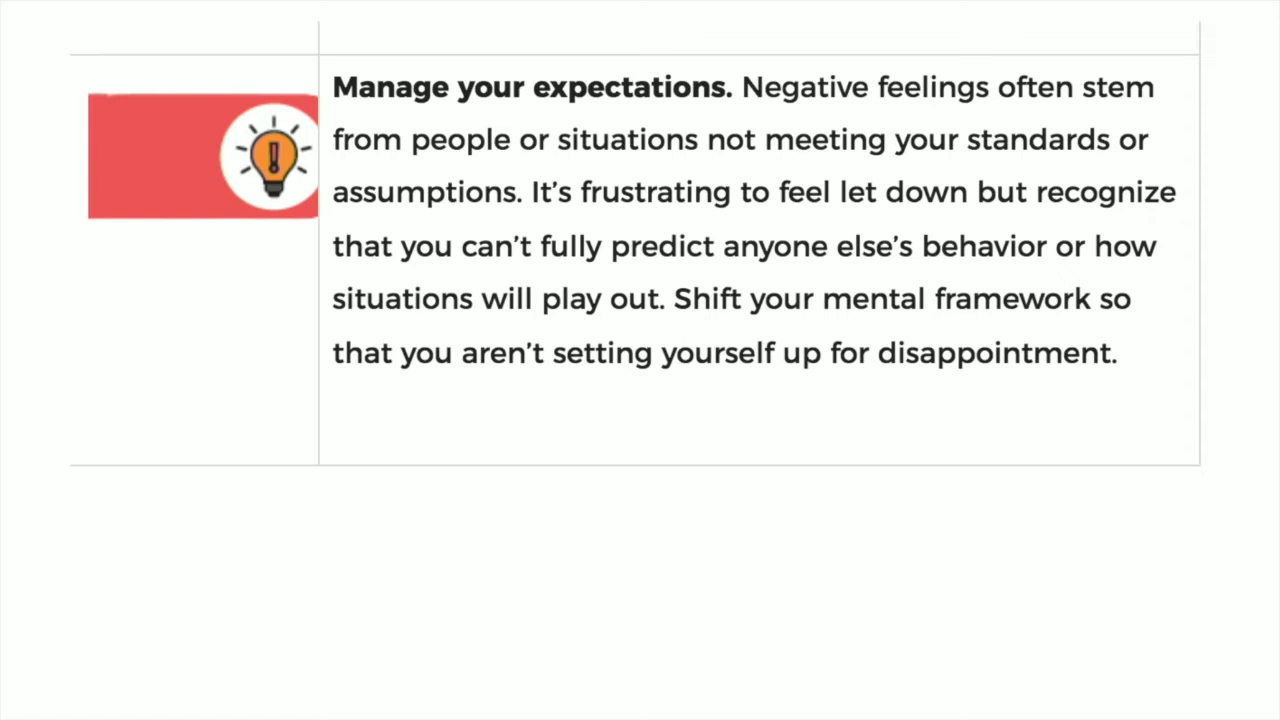 Manage your expectations. Negative feelings often stem
from people or situations not meeting your standards or
assumptions. It’s frustrating to feel let down but recognize
that you can’t fully predict anyone else’s behavior or how
situations will play out. Shift your mental framework so
that you aren’t setting yourself up for disappointment.